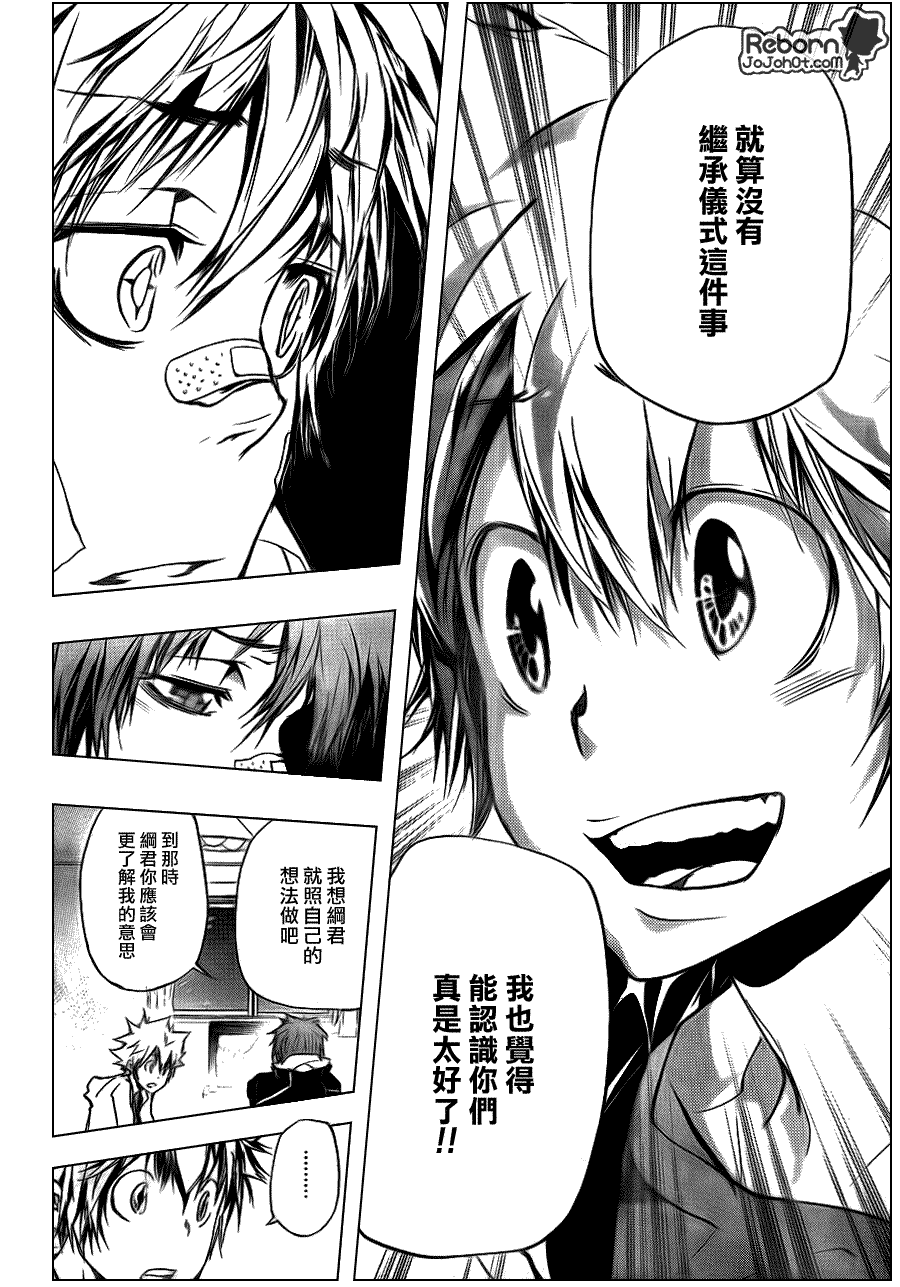 Reborn
JoJoHOt.coM
就算沒有
繼承儀式這件事
我也覺得
能認識你們
真是太好了!!
我想綱君
就照自己的
想法做吧
到那時
綱君你應該會
更了解我的意思
………